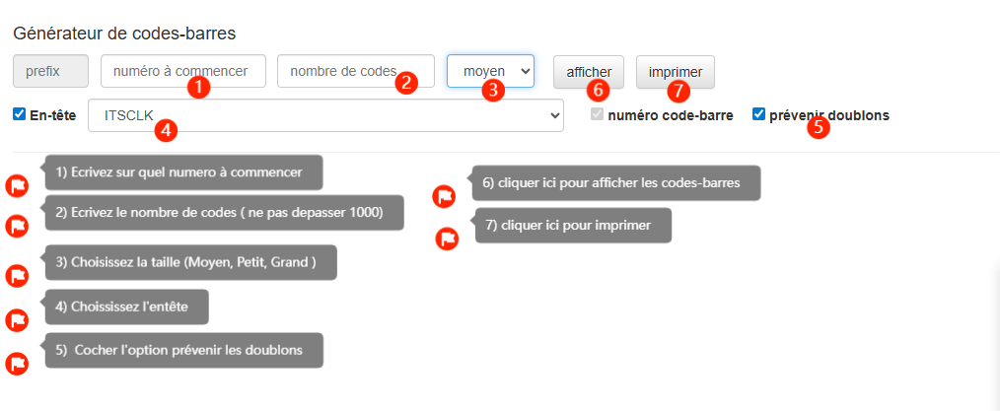 Générateur de codes-barres
prefix numéro à commencer nombre de codes moyen afficher imprimer
1 2 3 6 7
En-tête ITSCLK numéro code-barre prévenir doublons
4 5
1) Ecrivez sur quel numero à commencer
2) Ecrivez le nombre de codes ( ne pas depasser 1000)
3) Choisissez la taille (Moyen, Petit, Grand )
4) Choississez l'entête
5) Cocher l'option prévenir les doublons
6) cliquer ici pour afficher les codes-barres
7) cliquer ici pour imprimer